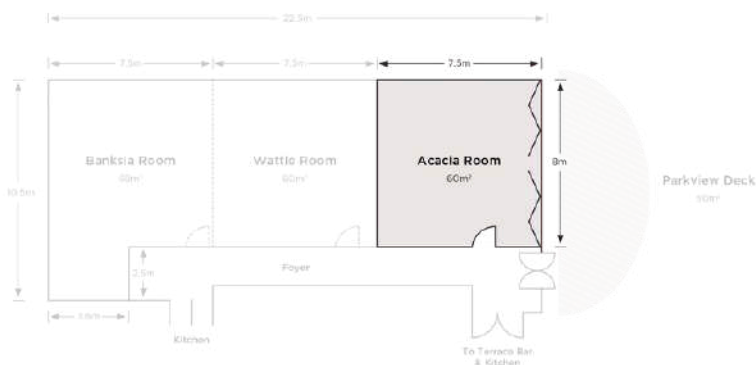 22.5m
7.5m
7.5m
7.5m
10.5m
Banksia Room
Wattle Room
Acacia Room
60m²
60m²
8m
Parkview Deck
Foyer
2.5m
Kitchen
To Terrace Bar
& Kitchen